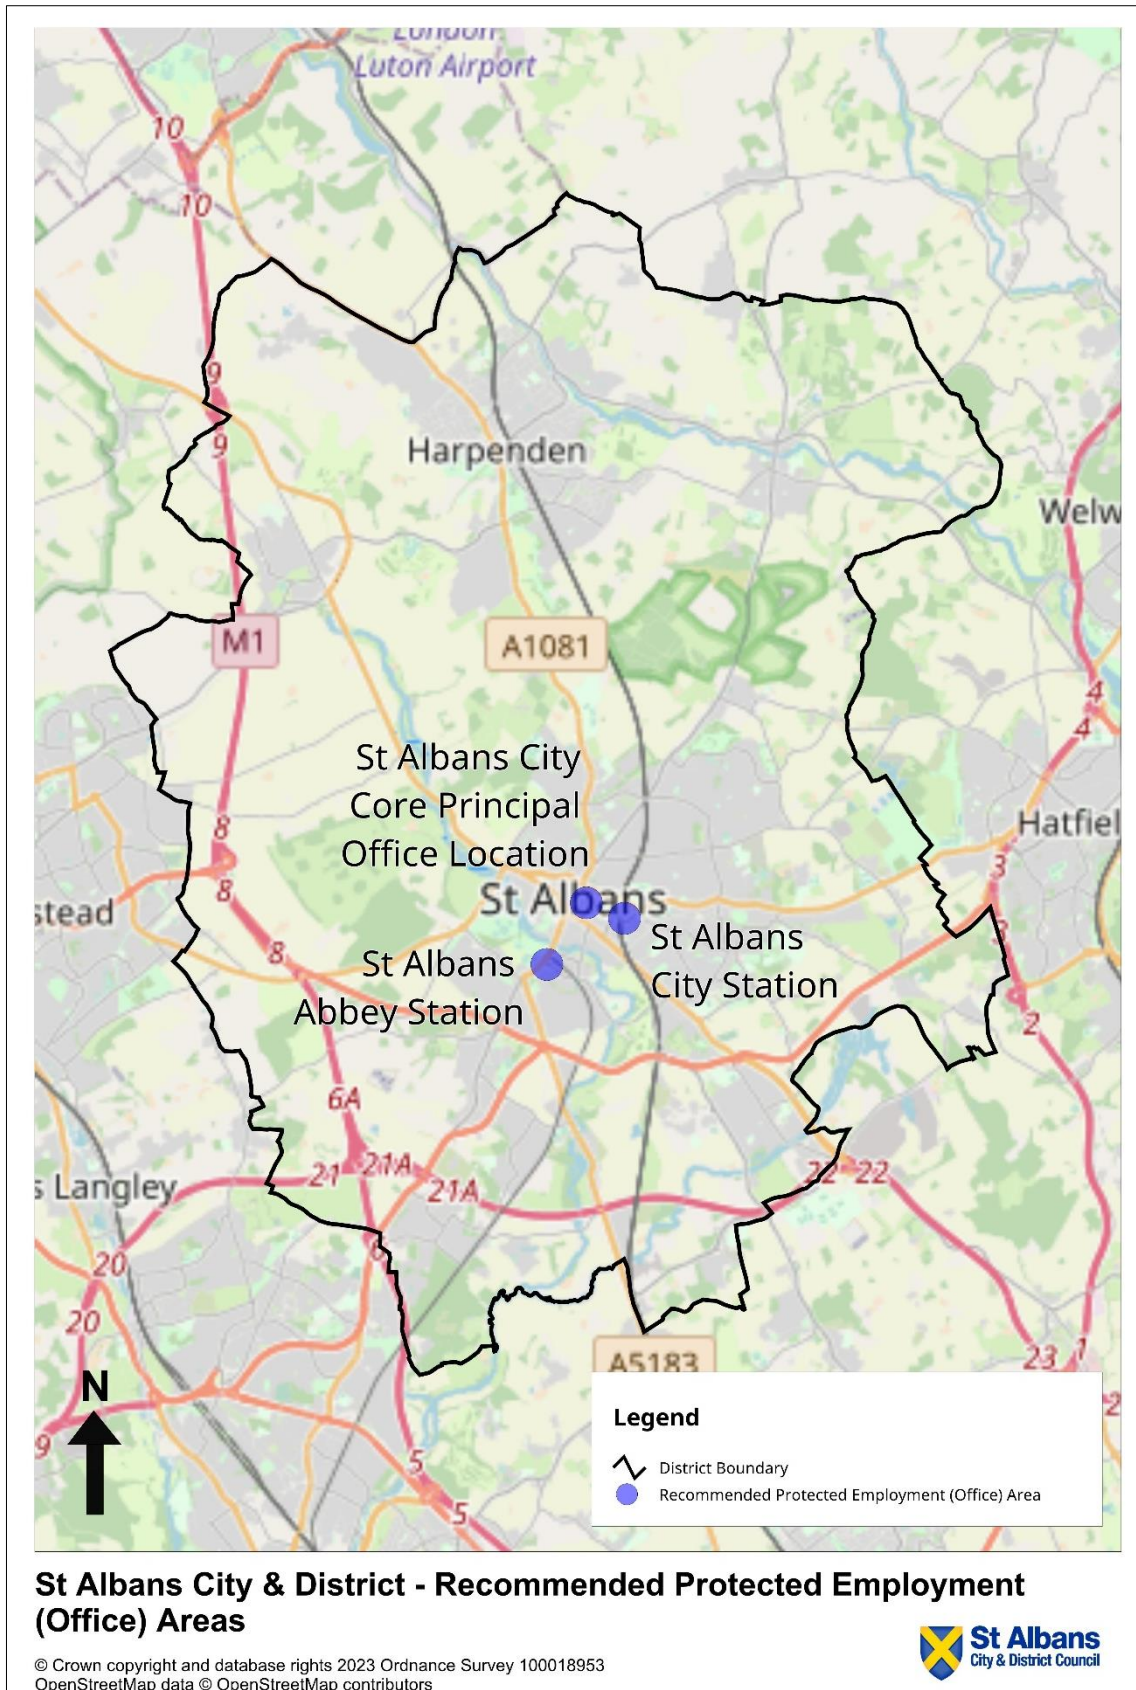 London
Luton Airport
10
10
9
9
Harpenden
Welw
M1
A1081
4
4
St Albans City
Core Principal
Office Location
8
8
Hatfiel
3
stead
St Albans
St Albans
City Station
8
St Albans
Abbey Station
2
6A
21
21A
21A
22
22
s Langley
6
20
20
A5183
23
1
2
9
5
5
N
Legend
District Boundary
Recommended Protected Employment (Office) Area
St Albans City & District - Recommended Protected Employment
(Office) Areas
© Crown copyright and database rights 2023 Ordnance Survey 100018953
OpenStreetMap data © OpenStreetMap contributors
St Albans
City & District Council